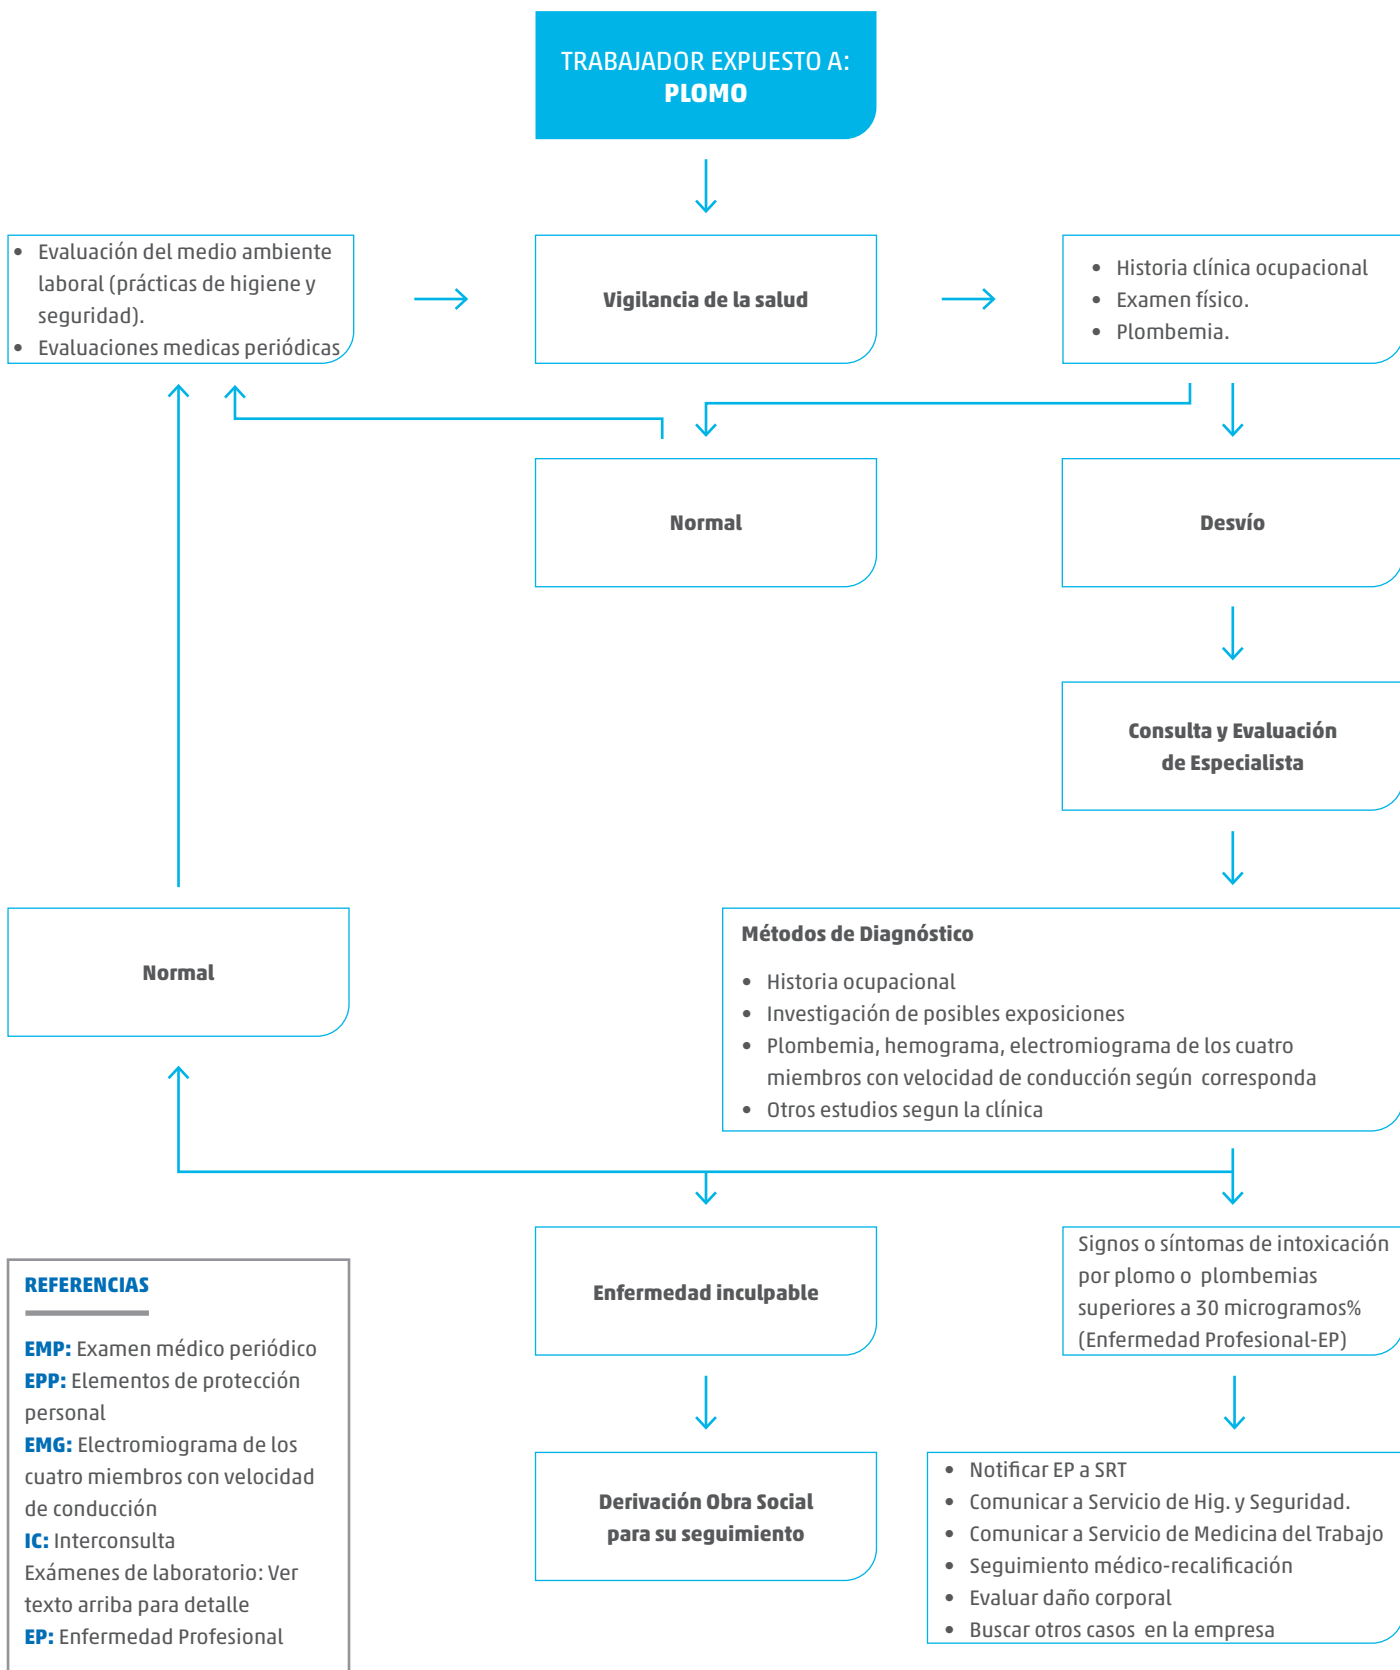 TRABAJADOR EXPUESTO A:
PLOMO
• Evaluación del medio ambiente
laboral (prácticas de higiene y
seguridad).
• Evaluaciones medicas periódicas
Vigilancia de la salud
• Historia clínica ocupacional
• Examen físico.
• Plombemia.
Normal
Desvío
Consulta y Evaluación
de Especialista
Normal
Métodos de Diagnóstico
• Historia ocupacional
• Investigación de posibles exposiciones
• Plombemia, hemograma, electromiograma de los cuatro
miembros con velocidad de conducción según corresponda
• Otros estudios segun la clínica
Enfermedad inculpable
Signos o síntomas de intoxicación
por plomo o plombemias
superiores a 30 microgramos%
(Enfermedad Profesional-EP)
Derivación Obra Social
para su seguimiento
• Notificar EP a SRT
• Comunicar a Servicio de Hig. y Seguridad.
• Comunicar a Servicio de Medicina del Trabajo
• Seguimiento médico-recalificación
• Evaluar daño corporal
• Buscar otros casos en la empresa
REFERENCIAS
EMP: Examen médico periódico
EPP: Elementos de protección
personal
EMG: Electromiograma de los
cuatro miembros con velocidad
de conducción
IC: Interconsulta
Exámenes de laboratorio: Ver
texto arriba para detalle
EP: Enfermedad Profesional